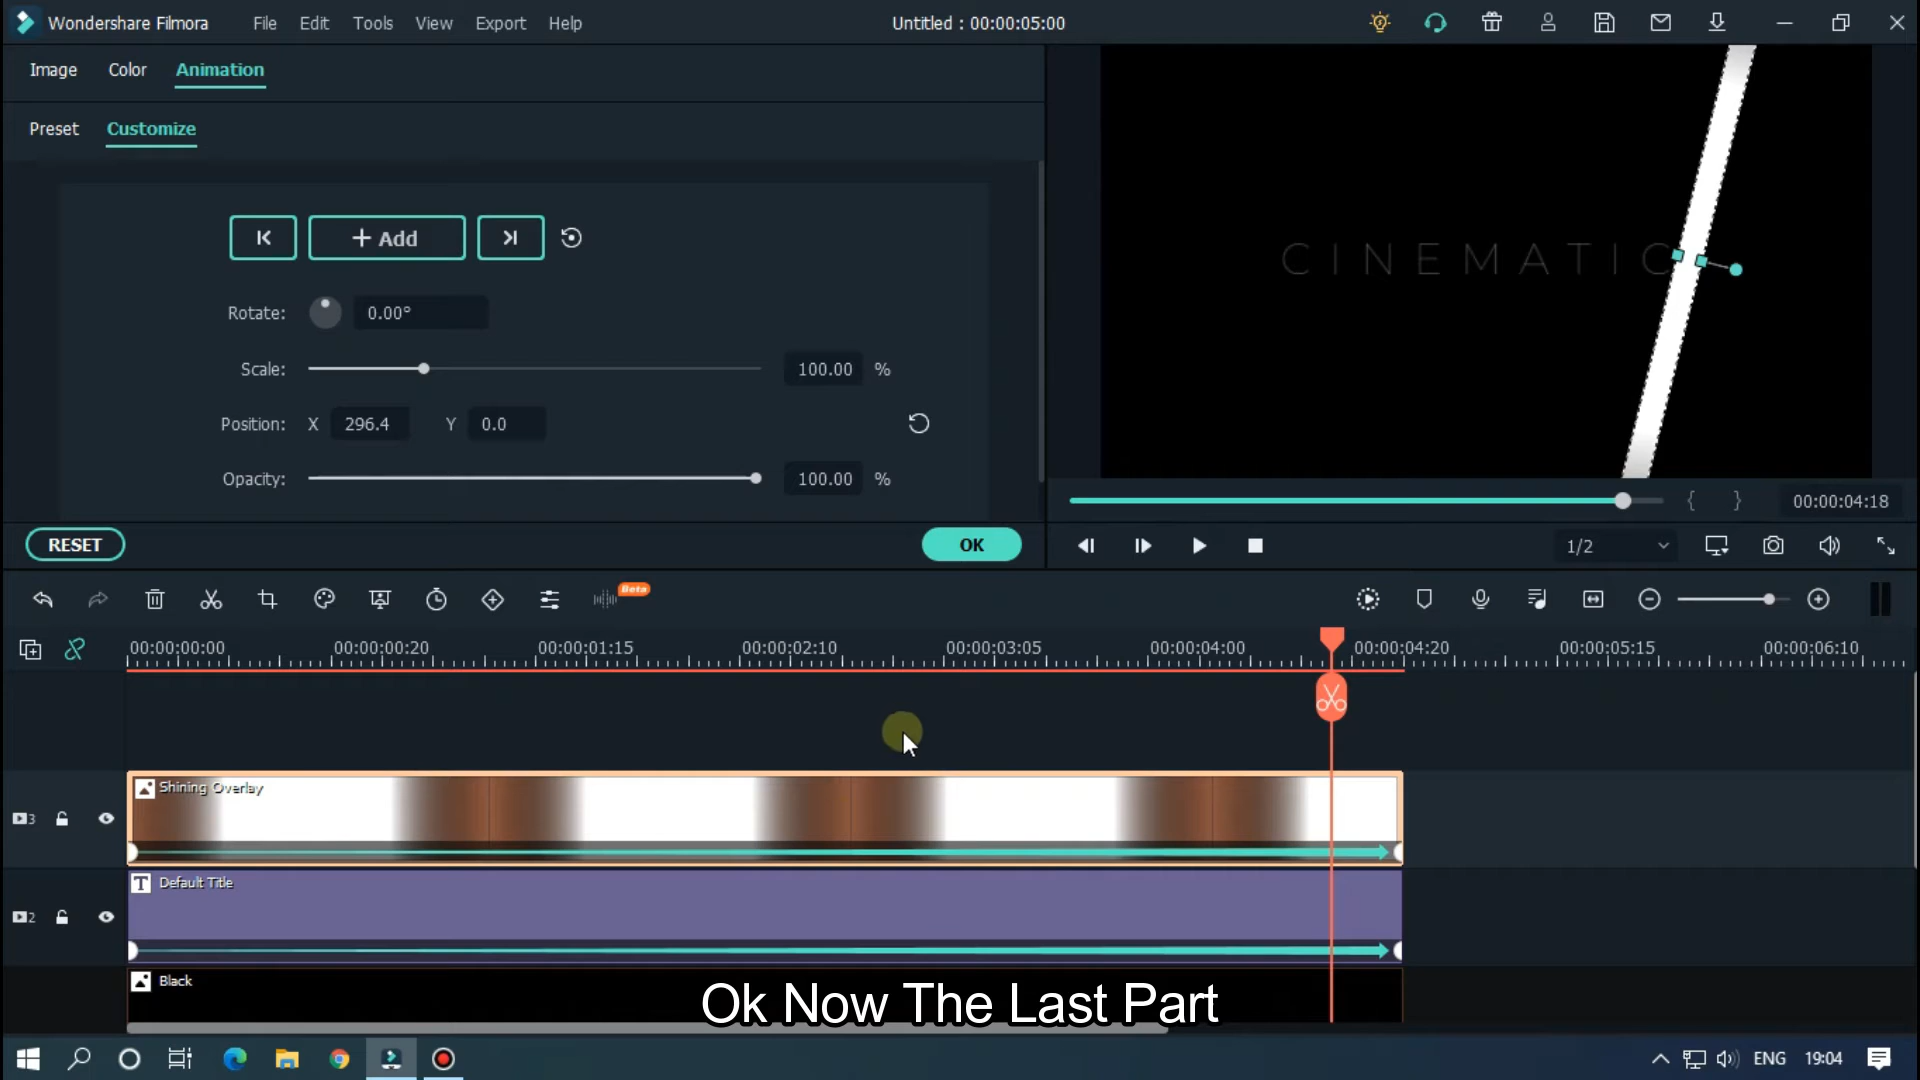 Wondershare Filmora File Edit Tools View Export Help Untitled : 00:00:05:00
Image Color Animation
Preset Customize
+ Add
Rotate: 0.00°
Scale: 100.00 %
Position: X 296.4 Y 0.0
Opacity: 100.00 %
RESET OK
CINEMATIC
{ } 00:00:04:18
1/2
Beta
00:00:00:00 00:00:00:20 00:00:01:15 00:00:02:10 00:00:03:05 00:00:04:00 00:00:04:20 00:00:05:15 00:00:06:10
3 Shining Overlay
2 T Default Title
Black
Ok Now The Last Part
ENG 19:04